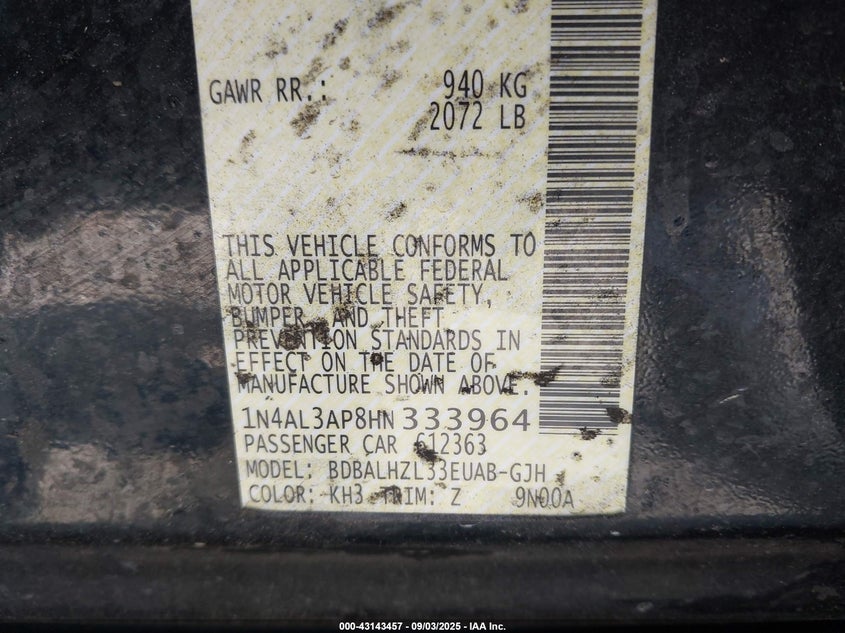 GAWR RR.: 940 KG
2072 LB
THIS VEHICLE CONFORMS TO
ALL APPLICABLE FEDERAL
MOTOR VEHICLE SAFETY,
BUMPER, AND THEFT
PREVENTION STANDARDS IN
EFFECT ON THE DATE OF
MANUFACTURE SHOWN ABOVE.
1N4AL3AP8HN333964
PASSENGER CAR 612363
MODEL: BDBALHZL33EUAB-GJH
COLOR: KH3 TRIM: Z 9N00A
000-43143457 - 09/03/2025 - IAA Inc.